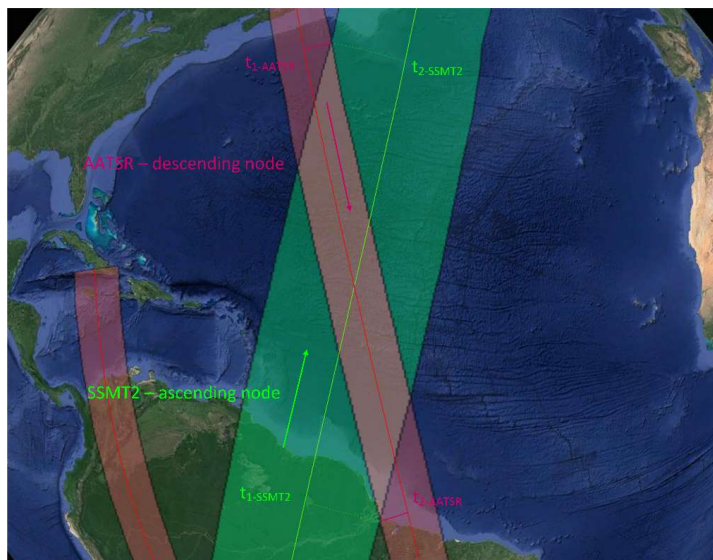 t1-AATSR
t2-SSMT2
AATSR – descending node
SSMT2 – ascending node
t1-SSMT2
t2-AATSR